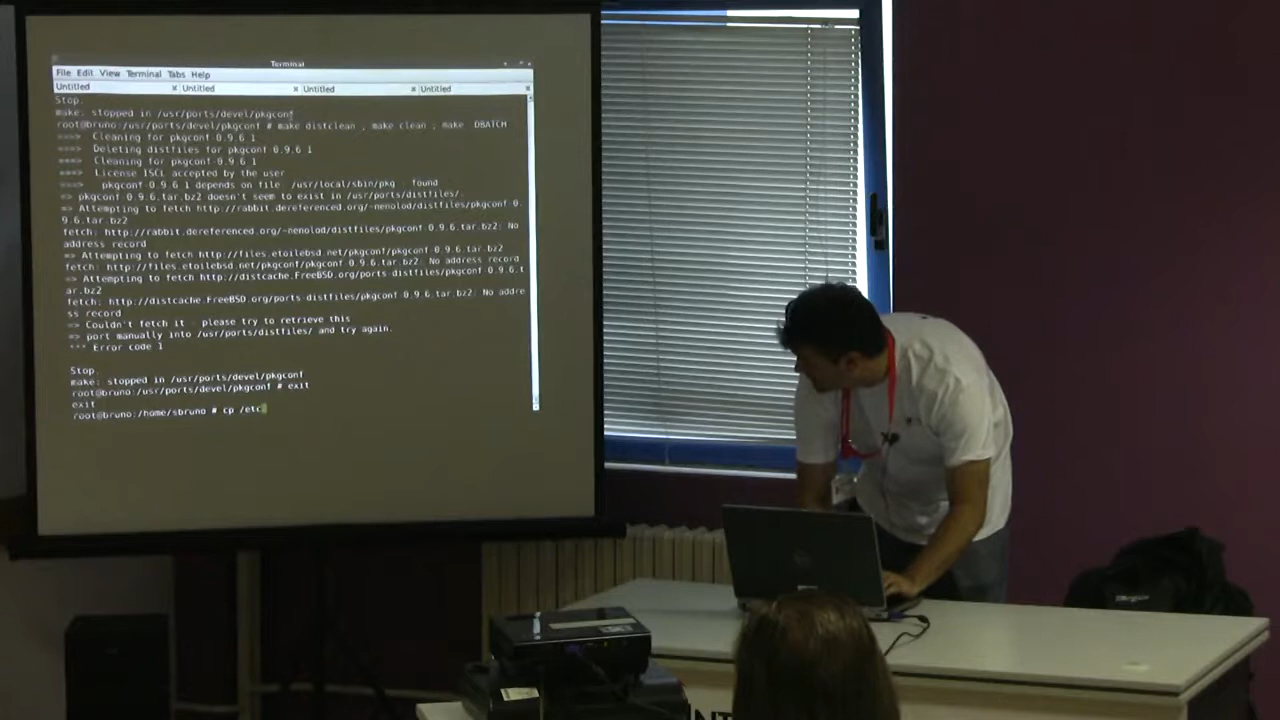 Terminal
File Edit View Terminal Tabs Help
Untitled Untitled Untitled Untitled
Stop.
make: stopped in /usr/ports/devel/pkgconf
root@bruno:/usr/ports/devel/pkgconf # make distclean ; make clean ; make -DBATCH
===> Cleaning for pkgconf-0.9.6_1
===> Deleting distfiles for pkgconf-0.9.6_1
===> Cleaning for pkgconf-0.9.6_1
===> License ISCL accepted by the user
===> pkgconf-0.9.6_1 depends on file: /usr/local/sbin/pkg - found
=> pkgconf-0.9.6.tar.bz2 doesn't seem to exist in /usr/ports/distfiles/.
=> Attempting to fetch http://rabbit.dereferenced.org/~nenolod/distfiles/pkgconf-0.
9.6.tar.bz2
fetch: http://rabbit.dereferenced.org/~nenolod/distfiles/pkgconf-0.9.6.tar.bz2: No
address record
=> Attempting to fetch http://files.etoilebsd.net/pkgconf/pkgconf-0.9.6.tar.bz2
fetch: http://files.etoilebsd.net/pkgconf/pkgconf-0.9.6.tar.bz2: No address record
=> Attempting to fetch http://distcache.FreeBSD.org/ports-distfiles/pkgconf-0.9.6.t
ar.bz2
fetch: http://distcache.FreeBSD.org/ports-distfiles/pkgconf-0.9.6.tar.bz2: No addre
ss record
=> Couldn't fetch it - please try to retrieve this
=> port manually into /usr/ports/distfiles/ and try again.
*** Error code 1
Stop.
make: stopped in /usr/ports/devel/pkgconf
root@bruno:/usr/ports/devel/pkgconf # exit
exit
root@bruno:/home/sbruno # cp /etc